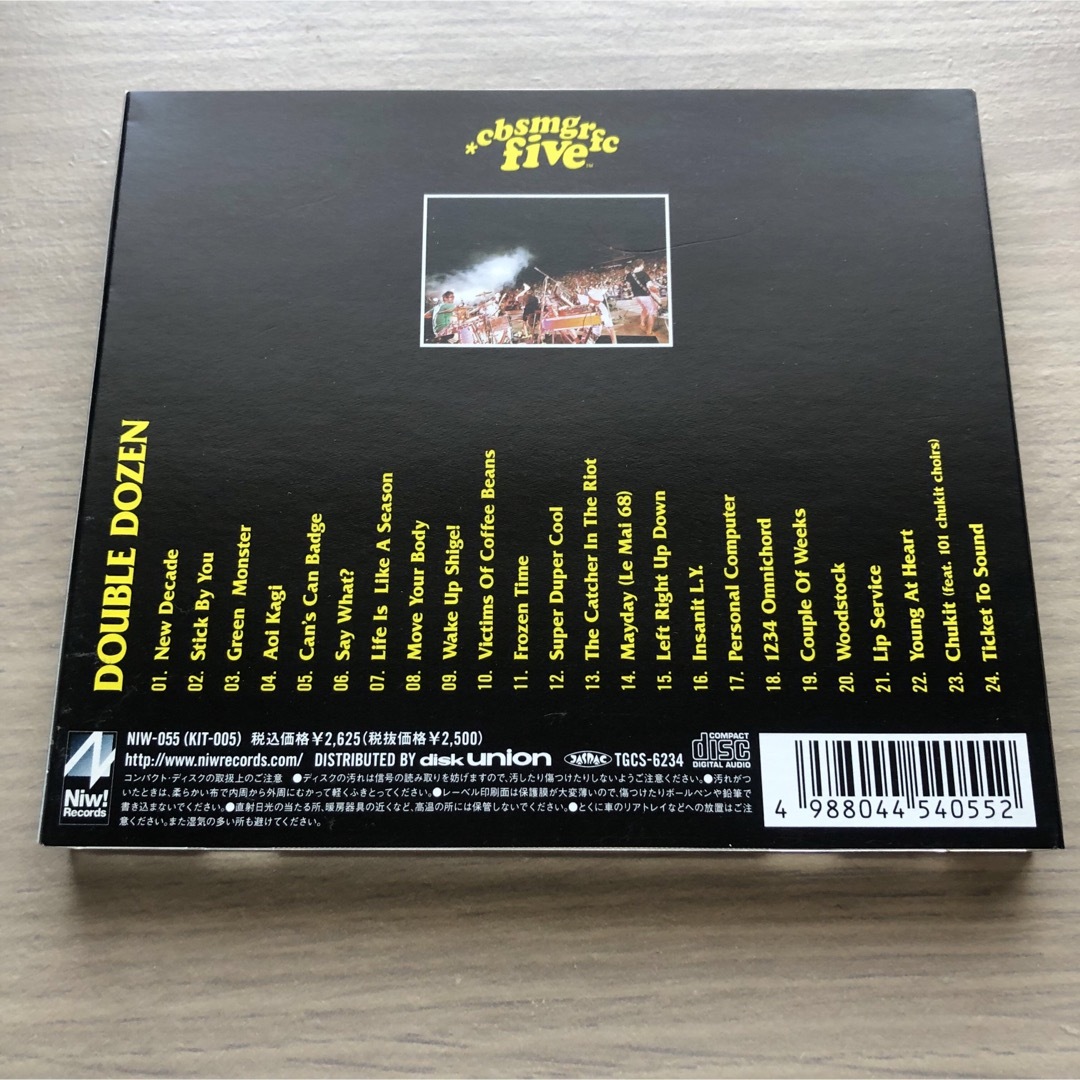 *cbsmgrfc
five™
DOUBLE DOZEN
01. New Decade
02. Stick By You
03. Green Monster
04. Aoi Kagi
05. Can's Can Badge
06. Say What?
07. Life Is Like A Season
08. Move Your Body
09. Wake Up Shige!
10. Victims Of Coffee Beans
11. Frozen Time
12. Super Duper Cool
13. The Catcher In The Riot
14. Mayday (Le Mai 68)
15. Left Right Up Down
16. Insanit L.Y.
17. Personal Computer
18. 1234 Omnichord
19. Couple Of Weeks
20. Woodstock
21. Lip Service
22. Young At Heart
23. Chukit (feat. 101 chukit choirs)
24. Ticket To Sound
Niw!
Records
NIW-055 (KIT-005) 税込価格¥2,625(税抜価格¥2,500)
http://www.niwrecords.com/ DISTRIBUTED BY disk union JASRAC TGCS-6234
COMPACT
disc
DIGITAL AUDIO
コンパクト・ディスクの取扱上のご注意 ●ディスクの汚れは信号の読み取りを妨げますので、汚したり傷つけたりしないようご注意ください。●汚れがつ
いたときは、柔らかい布で内周から外周にむかって軽くふきとってください。●レーベル印刷面は保護膜が大変薄いので、傷つけたりボールペンや鉛筆で
書き込まないでください。●直射日光の当たる所、暖房器具の近くなど、高温の所には保管しないでください。●とくに車のリアトレイなどへの放置はご注
意ください。また湿気の多い所も避けてください。
4 988044 540552